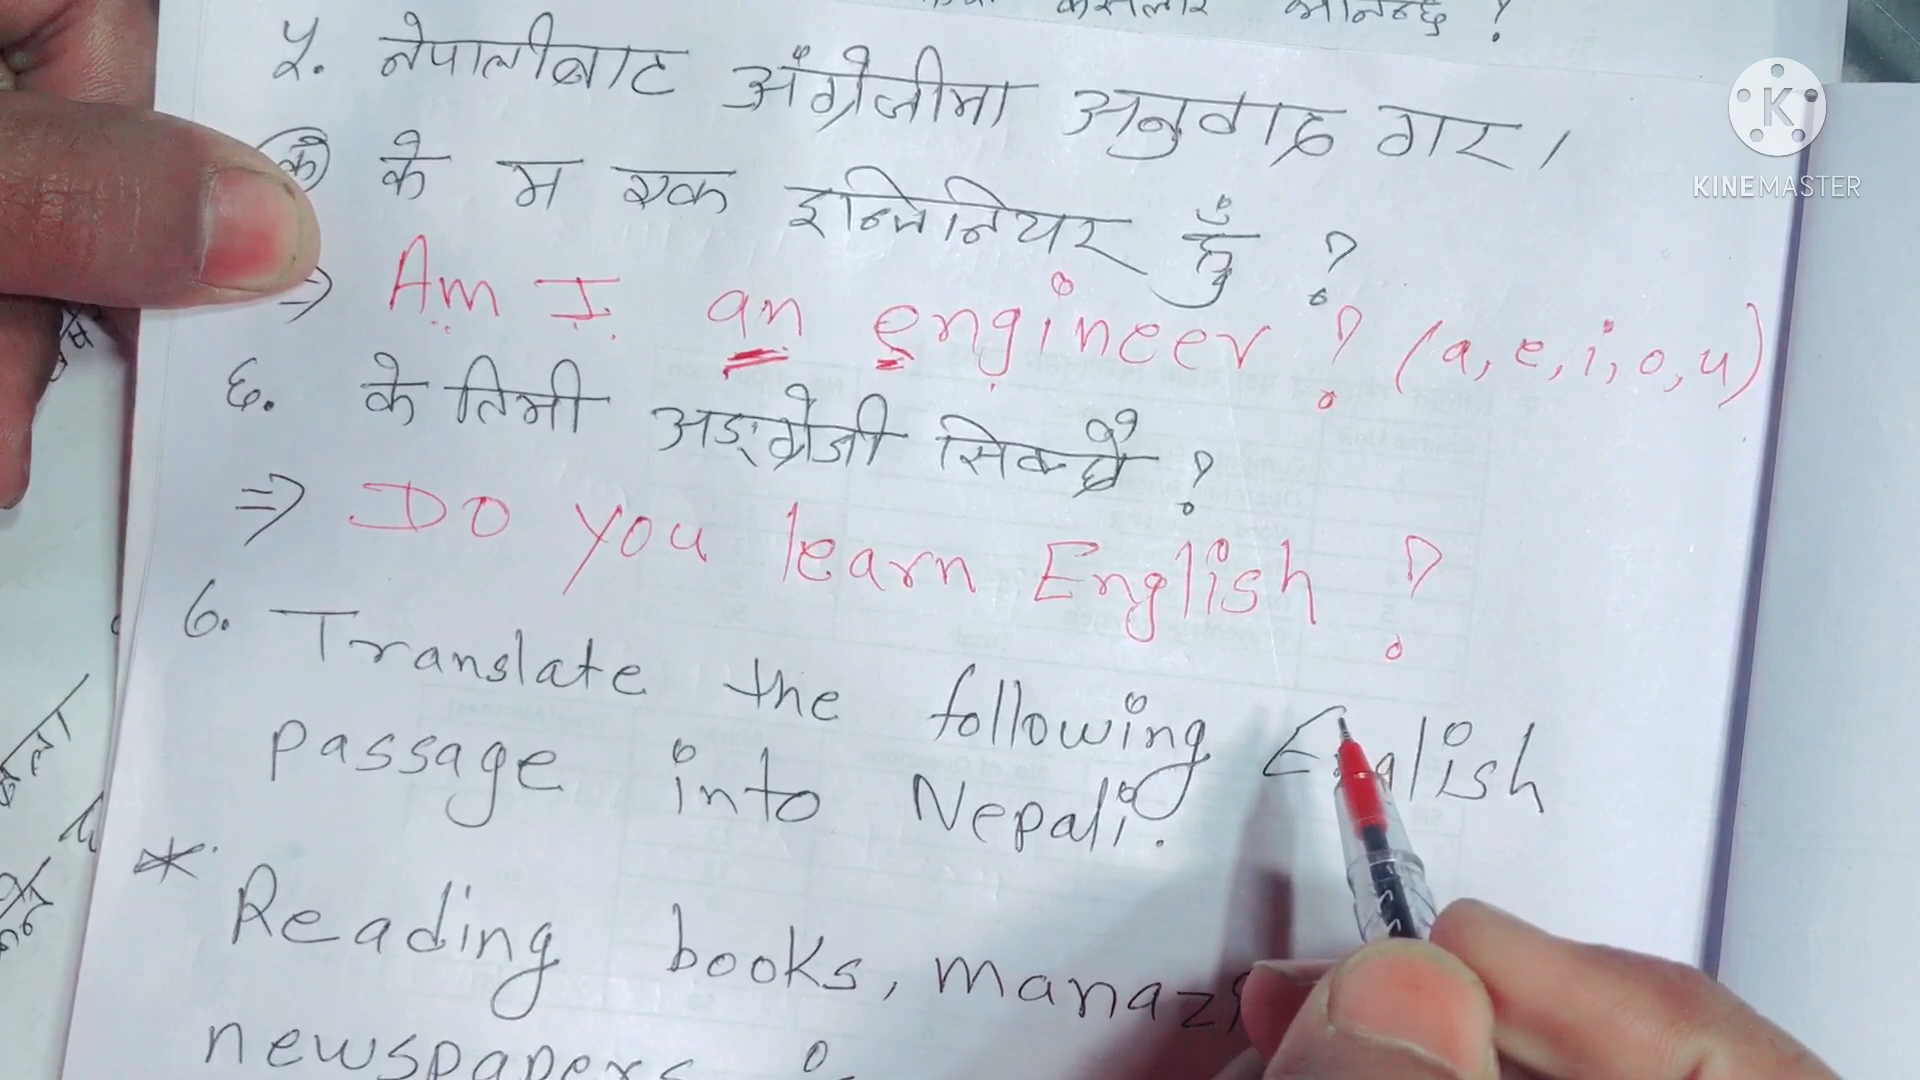 ५. नेपालीबाट अंग्रेजीमा अनुवाद गर।
KINEMASTER
क के म एक इन्जिनियर हुँ ?
⇒ Am I an engineer ? (a, e, i, o, u)
६. के तिमी अङ्ग्रेजी सिक्छौ ?
⇒ Do you learn English ?
6. Translate the following English
passage into Nepali.
* Reading books,
newspapers